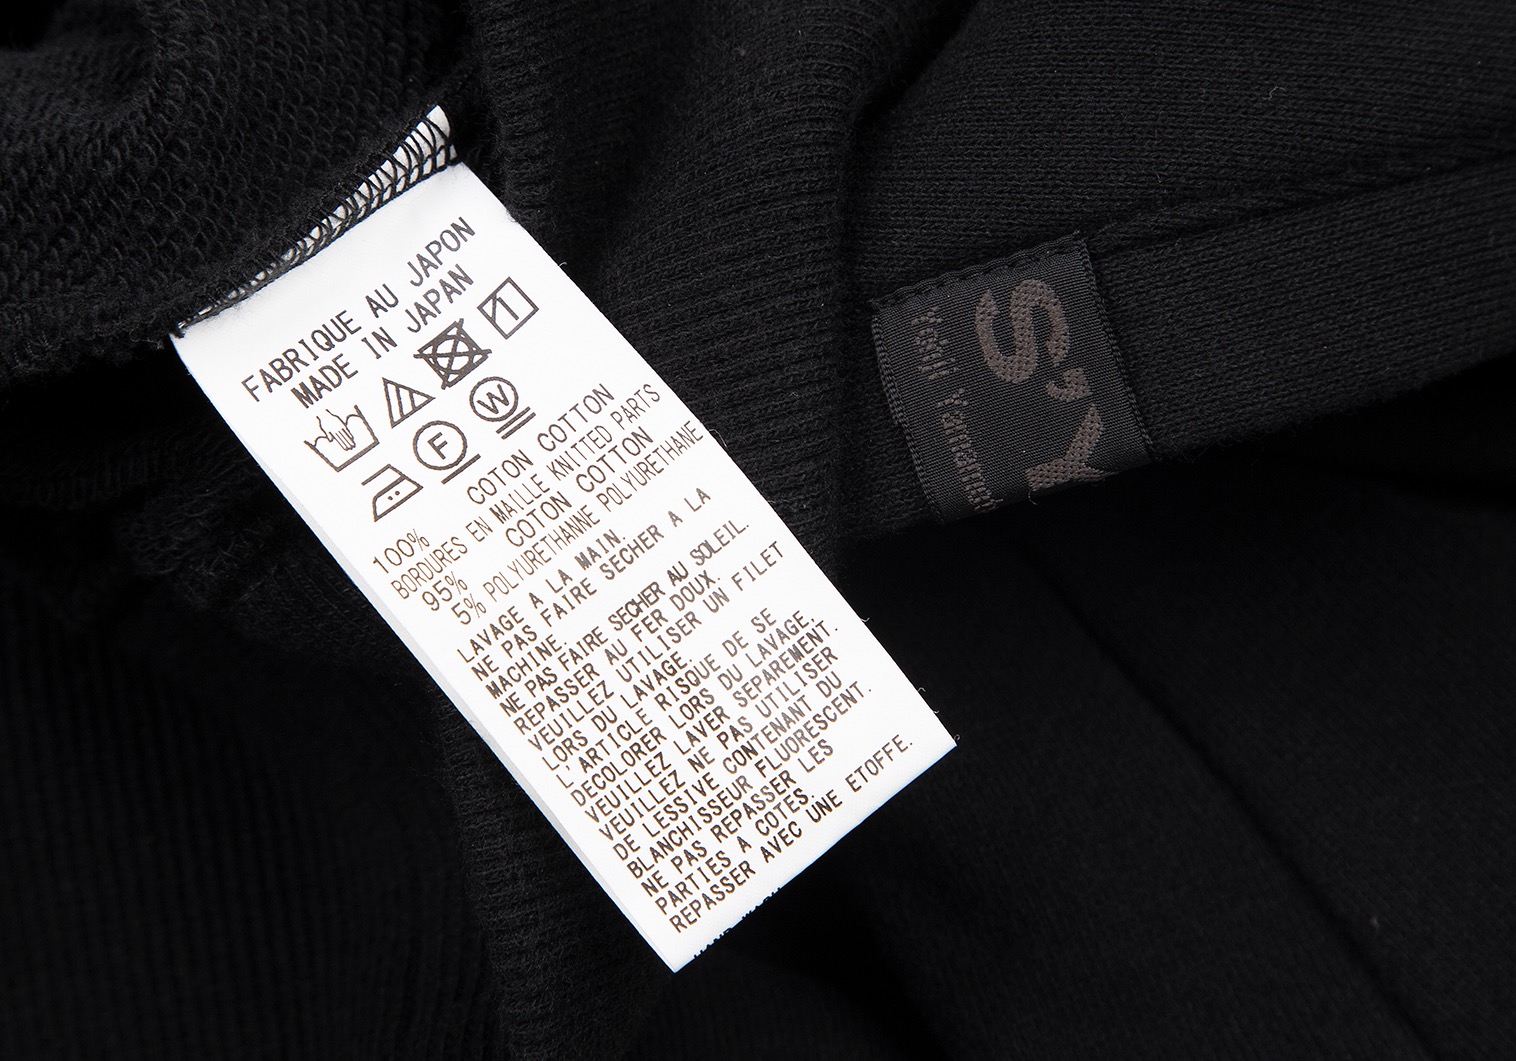 FABRIQUE AU JAPON
MADE IN JAPAN
1
F
W
100% COTON COTTON
BORDURES EN MAILLE KNITTED PARTS
95% COTON COTTON
5% POLYURETHANNE POLYURETHANE
LAVAGE A LA MAIN.
NE PAS FAIRE SECHER A LA
MACHINE.
NE PAS FAIRE SECHER AU SOLEIL.
REPASSER AU FER DOUX.
VEUILLEZ UTILISER UN FILET
LORS DU LAVAGE.
L'ARTICLE RISQUE DE SE
DECOLORER LORS DU LAVAGE.
VEUILLEZ LAVER SEPAREMENT.
VEUILLEZ NE PAS UTILISER
DE LESSIVE CONTENANT DU
BLANCHISSEUR FLUORESCENT.
NE PAS REPASSER LES
PARTIES A COTES.
REPASSER AVEC UNE ETOFFE.
S'Y
Yohji Yamamoto